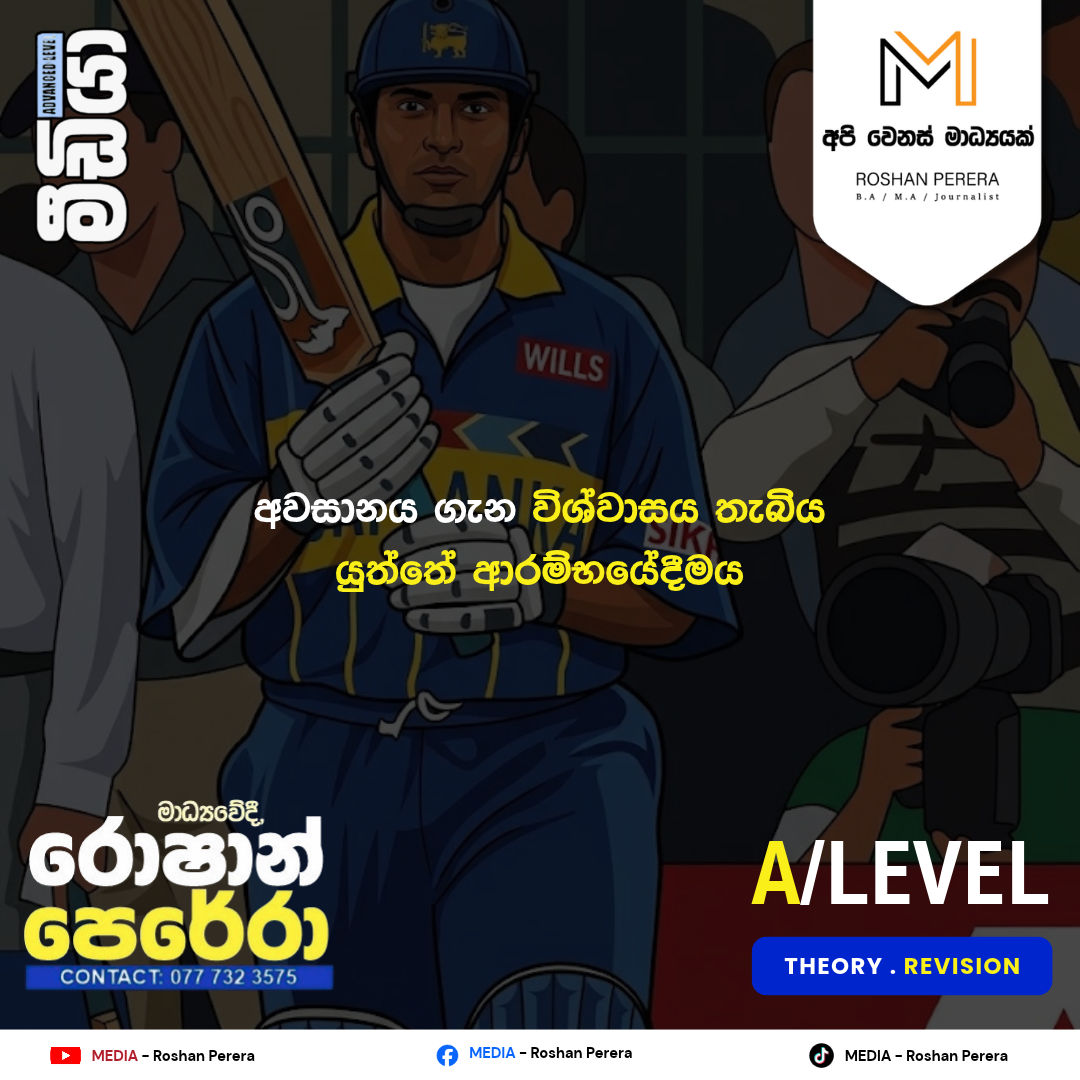 මීඩියා
ADVANCED LEVE
අපි වෙනස් මාධ්‍යයක්
ROSHAN PERERA
B.A / M.A / Journalist
WILLS
අවසානය ගැන විශ්වාසය තැබිය
යුත්තේ ආරම්භයේදීමය
මාධ්‍යවේදී,
රොෂාන්
පෙරේරා
CONTACT: 077 732 3575
A/LEVEL
THEORY . REVISION
MEDIA - Roshan Perera
MEDIA - Roshan Perera
MEDIA - Roshan Perera